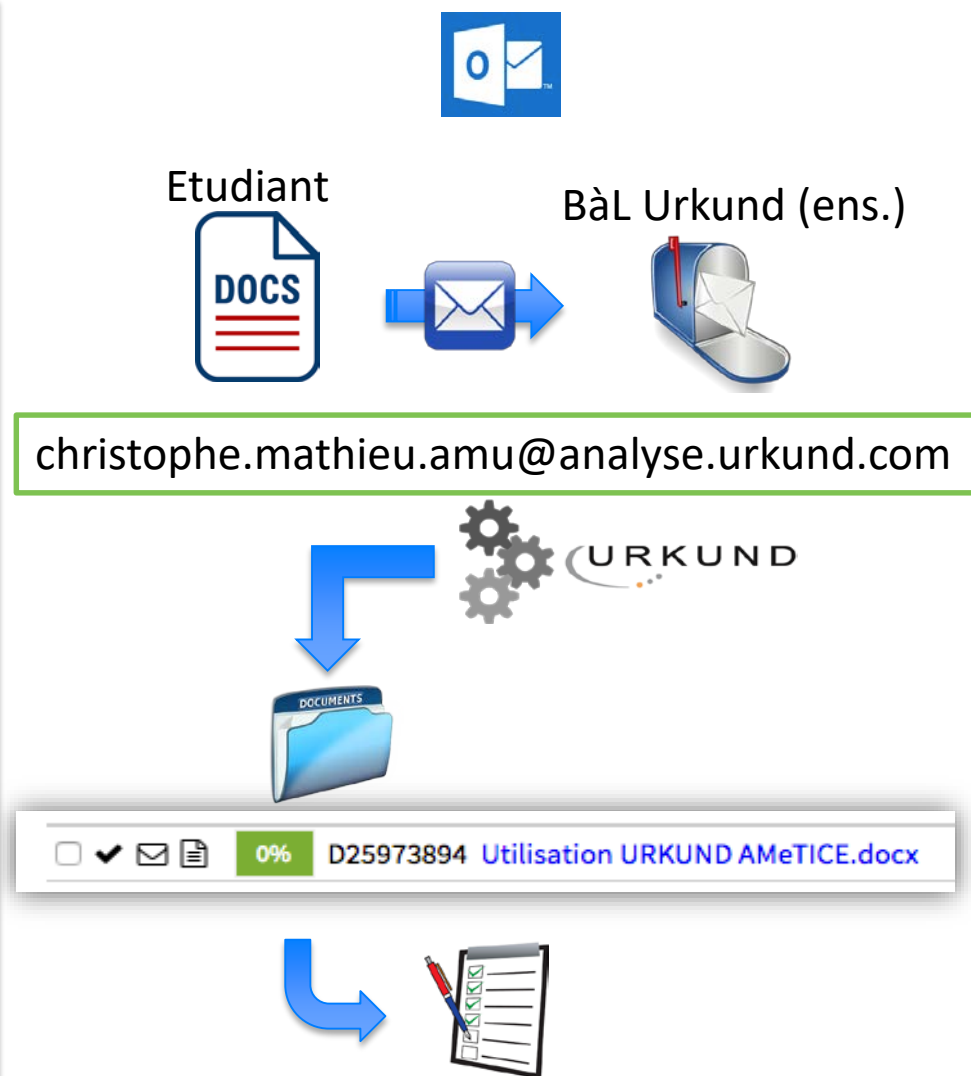 O
TM
Etudiant
BàL Urkund (ens.)
DOCS
christophe.mathieu.amu@analyse.urkund.com
URKUND
DOCUMENTS
0% D25973894 Utilisation URKUND AMeTICE.docx